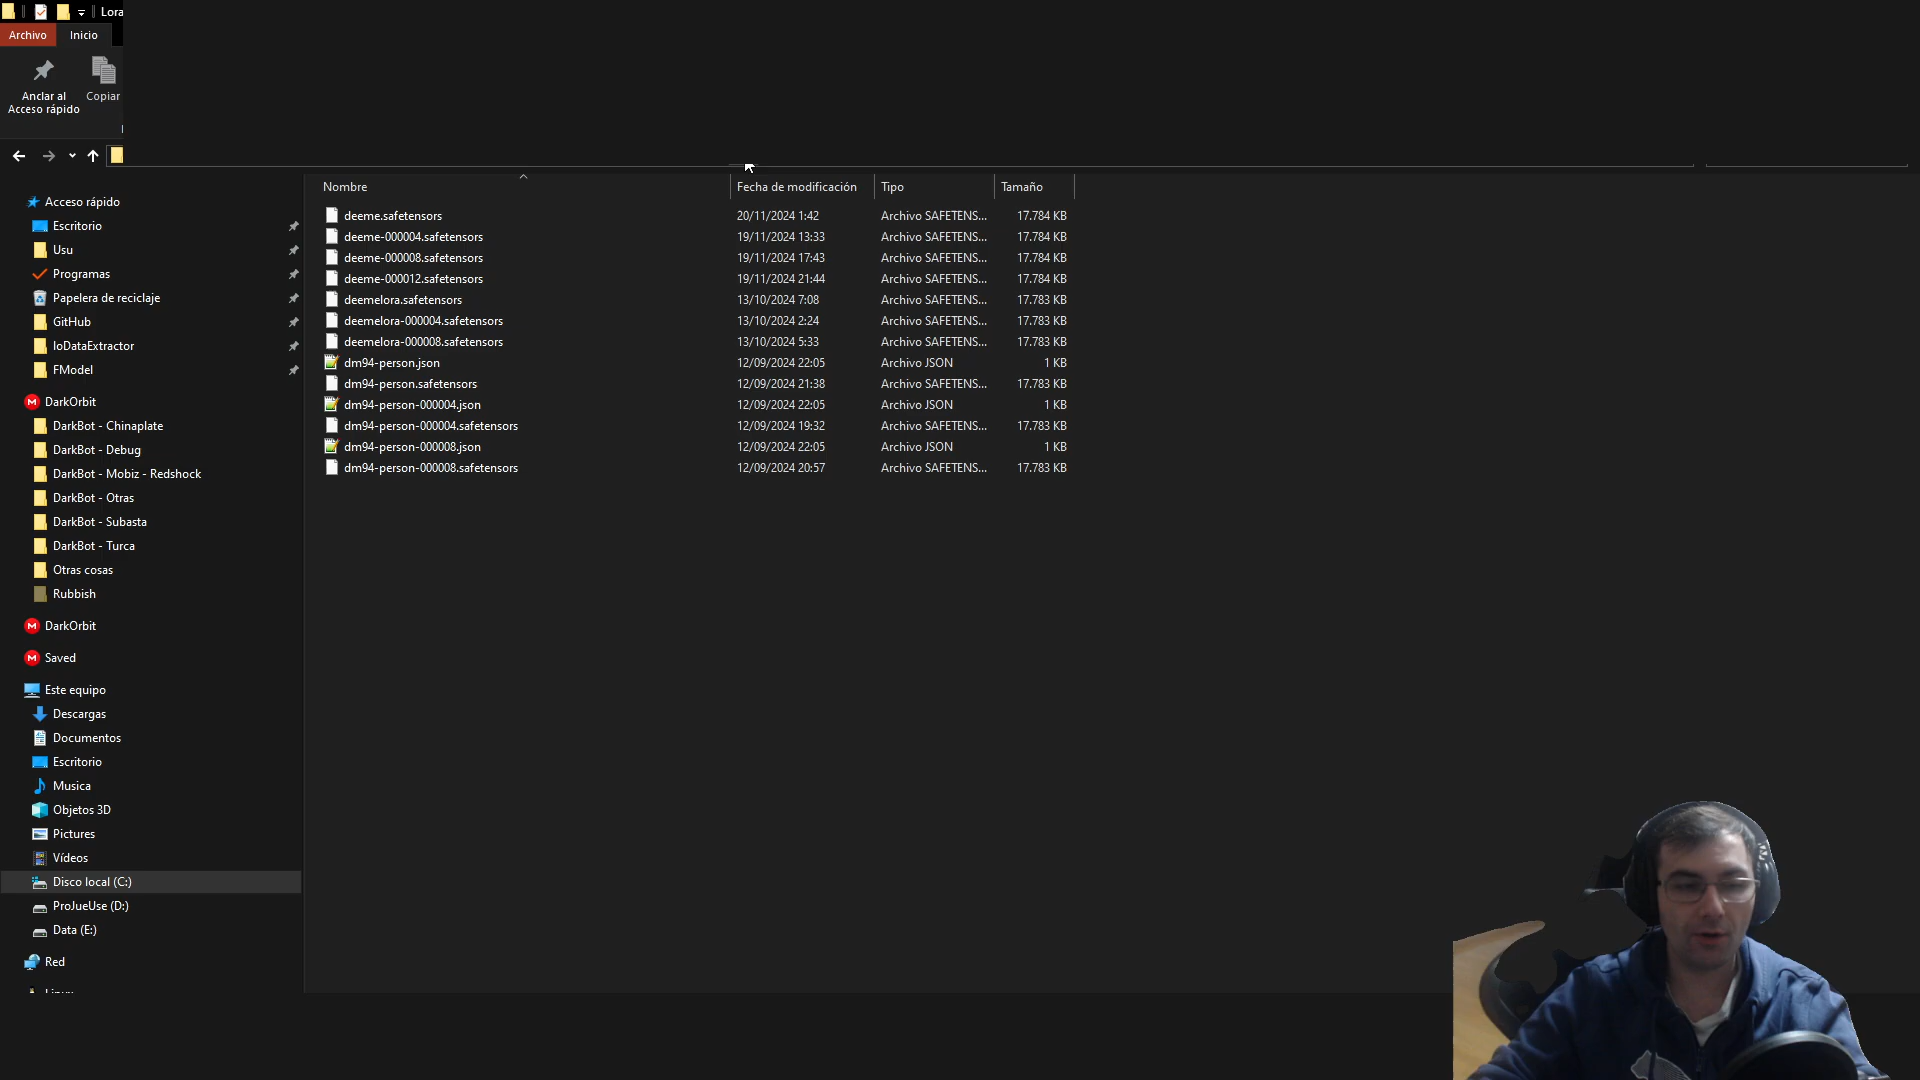 Lora
Archivo Inicio
Anclar al
Acceso rápido
Copiar
Nombre Fecha de modificación Tipo Tamaño
deeme.safetensors 20/11/2024 1:42 Archivo SAFETENS... 17.784 KB
deeme-000004.safetensors 19/11/2024 13:33 Archivo SAFETENS... 17.784 KB
deeme-000008.safetensors 19/11/2024 17:43 Archivo SAFETENS... 17.784 KB
deeme-000012.safetensors 19/11/2024 21:44 Archivo SAFETENS... 17.784 KB
deemelora.safetensors 13/10/2024 7:08 Archivo SAFETENS... 17.783 KB
deemelora-000004.safetensors 13/10/2024 2:24 Archivo SAFETENS... 17.783 KB
deemelora-000008.safetensors 13/10/2024 5:33 Archivo SAFETENS... 17.783 KB
dm94-person.json 12/09/2024 22:05 Archivo JSON 1 KB
dm94-person.safetensors 12/09/2024 21:38 Archivo SAFETENS... 17.783 KB
dm94-person-000004.json 12/09/2024 22:05 Archivo JSON 1 KB
dm94-person-000004.safetensors 12/09/2024 19:32 Archivo SAFETENS... 17.783 KB
dm94-person-000008.json 12/09/2024 22:05 Archivo JSON 1 KB
dm94-person-000008.safetensors 12/09/2024 20:57 Archivo SAFETENS... 17.783 KB
Acceso rápido
Escritorio
Usu
Programas
Papelera de reciclaje
GitHub
IoDataExtractor
FModel
DarkOrbit
DarkBot - Chinaplate
DarkBot - Debug
DarkBot - Mobiz - Redshock
DarkBot - Otras
DarkBot - Subasta
DarkBot - Turca
Otras cosas
Rubbish
DarkOrbit
Saved
Este equipo
Descargas
Documentos
Escritorio
Musica
Objetos 3D
Pictures
Vídeos
Disco local (C:)
ProJueUse (D:)
Data (E:)
Red